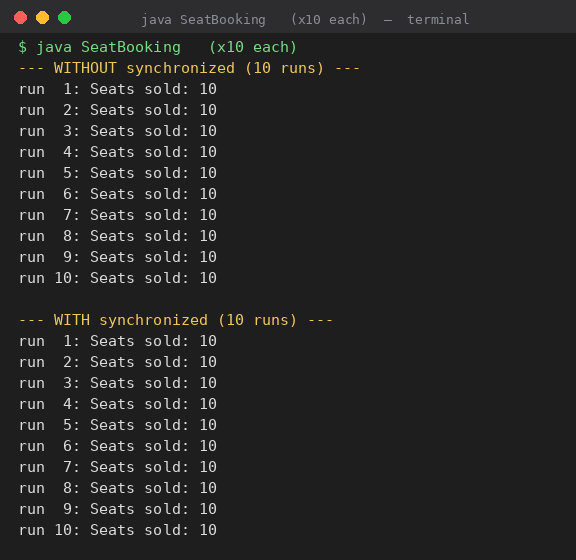 java SeatBooking   (x10 each)  —  terminal
$ java SeatBooking   (x10 each)
--- WITHOUT synchronized (10 runs) ---
run  1: Seats sold: 10
run  2: Seats sold: 10
run  3: Seats sold: 10
run  4: Seats sold: 10
run  5: Seats sold: 10
run  6: Seats sold: 10
run  7: Seats sold: 10
run  8: Seats sold: 10
run  9: Seats sold: 10
run 10: Seats sold: 10

--- WITH synchronized (10 runs) ---
run  1: Seats sold: 10
run  2: Seats sold: 10
run  3: Seats sold: 10
run  4: Seats sold: 10
run  5: Seats sold: 10
run  6: Seats sold: 10
run  7: Seats sold: 10
run  8: Seats sold: 10
run  9: Seats sold: 10
run 10: Seats sold: 10